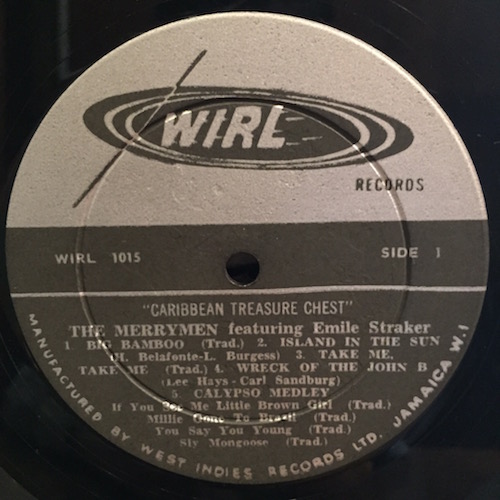 WIRL
RECORDS
WIRL 1015
SIDE 1
"CARIBBEAN TREASURE CHEST"
THE MERRYMEN featuring Emile Straker
1 BIG BAMBOO (Trad.) 2. ISLAND IN THE SUN
(H. Belafonte-L. Burgess) 3. TAKE ME,
TAKE ME (Trad.) 4. WRECK OF THE JOHN B
(Lee Hays - Carl Sandburg)
5. CALYPSO MEDLEY
If You See Me Little Brown Girl (Trad.)
Millie Gone To Brazil (Trad.)
You Say You Young (Trad.)
Sly Mongoose (Trad.)
MANUFACTURED BY WEST INDIES RECORDS LTD. JAMAICA W.I